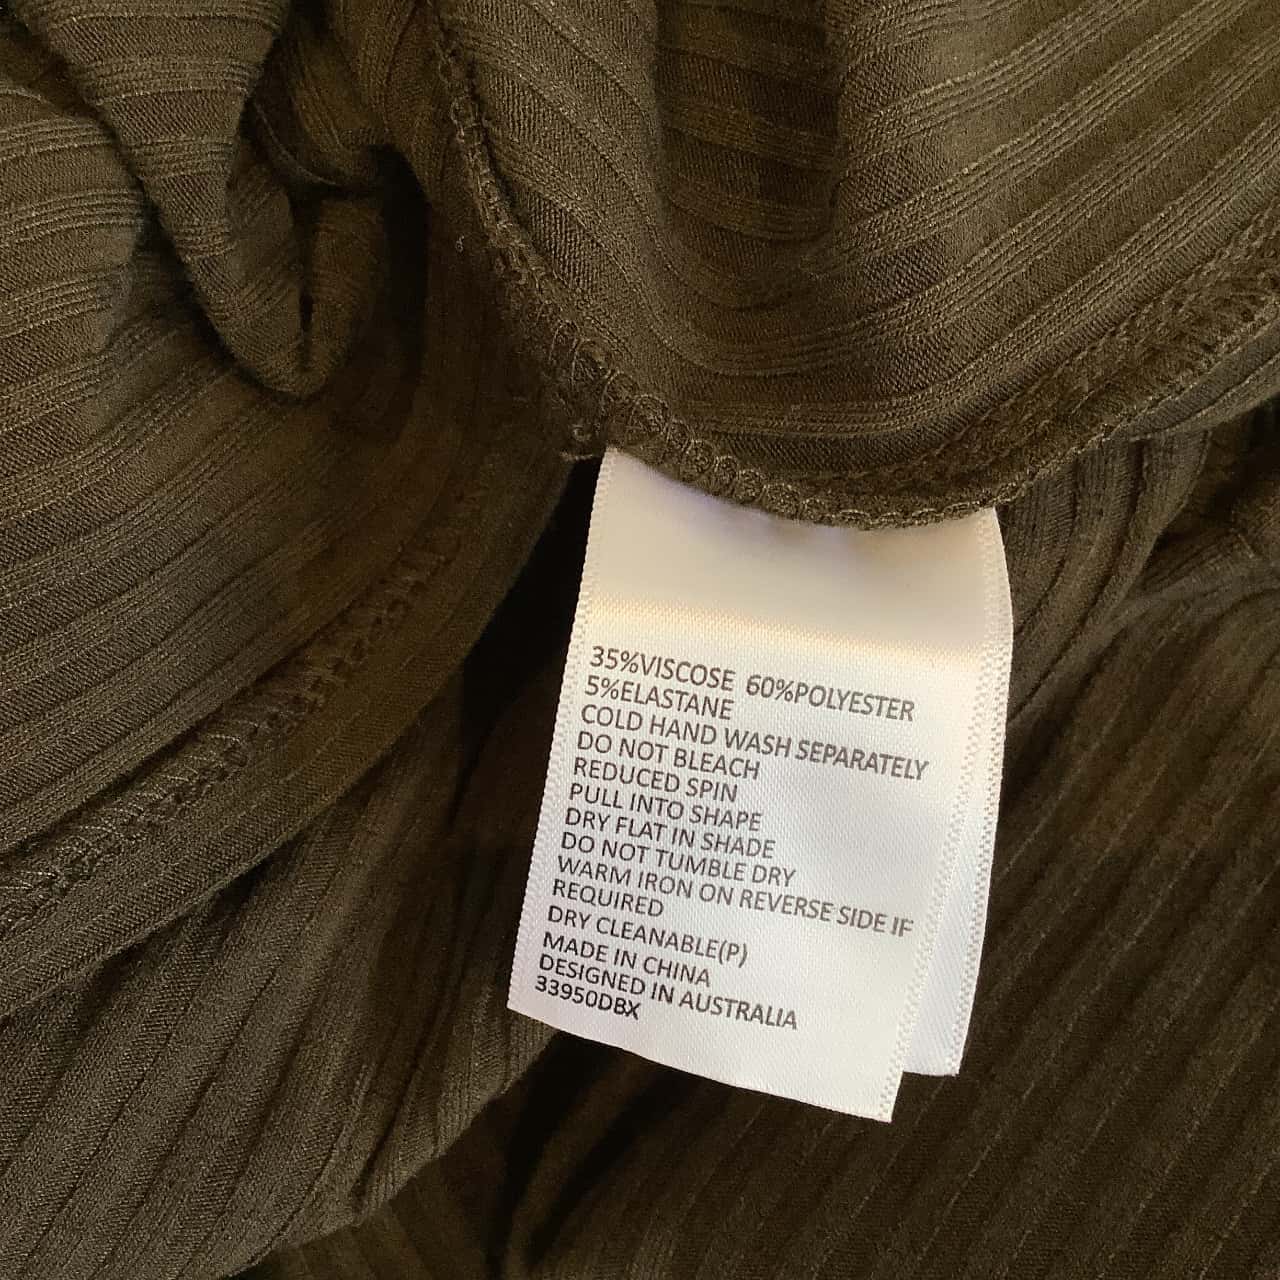 35%VISCOSE 60%POLYESTER
5%ELASTANE
COLD HAND WASH SEPARATELY
DO NOT BLEACH
REDUCED SPIN
PULL INTO SHAPE
DRY FLAT IN SHADE
DO NOT TUMBLE DRY
WARM IRON ON REVERSE SIDE IF
REQUIRED
DRY CLEANABLE(P)
MADE IN CHINA
DESIGNED IN AUSTRALIA
33950DBX